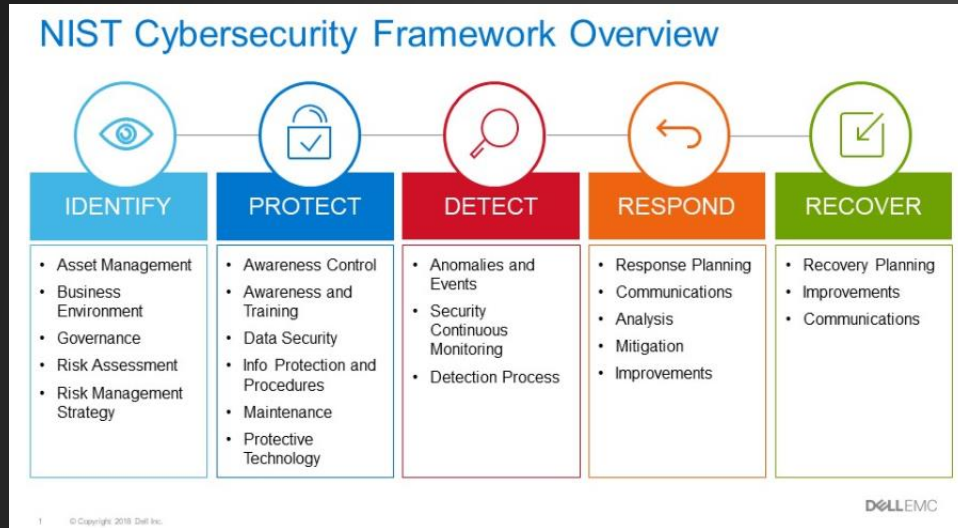 NIST Cybersecurity Framework Overview
IDENTIFY
• Asset Management
• Business
Environment
• Governance
• Risk Assessment
• Risk Management
Strategy
PROTECT
• Awareness Control
• Awareness and
Training
• Data Security
• Info Protection and
Procedures
• Maintenance
• Protective
Technology
DETECT
• Anomalies and
Events
• Security
Continuous
Monitoring
• Detection Process
RESPOND
• Response Planning
• Communications
• Analysis
• Mitigation
• Improvements
RECOVER
• Recovery Planning
• Improvements
• Communications
1 © Copyright 2018 Dell Inc.
DELLEMC